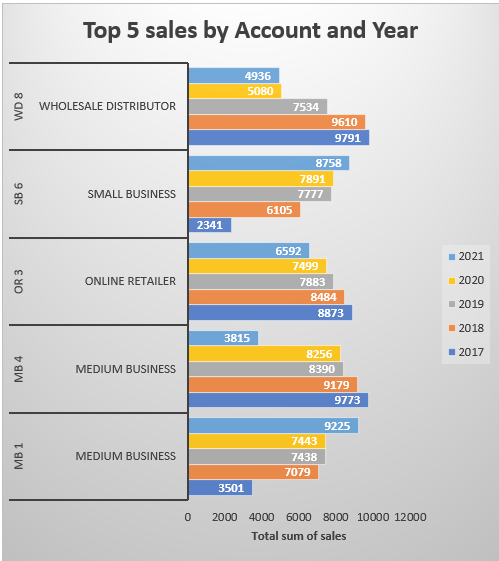 Top 5 sales by Account and Year
WD 8
WHOLESALE DISTRIBUTOR
4936
5080
7534
9610
9791
SB 6
SMALL BUSINESS
8758
7891
7777
6105
2341
OR 3
ONLINE RETAILER
6592
7499
7883
8484
8873
MB 4
MEDIUM BUSINESS
3815
8256
8390
9179
9773
MB 1
MEDIUM BUSINESS
9225
7443
7438
7079
3501
2021
2020
2019
2018
2017
0 2000 4000 6000 8000 10000 12000
Total sum of sales